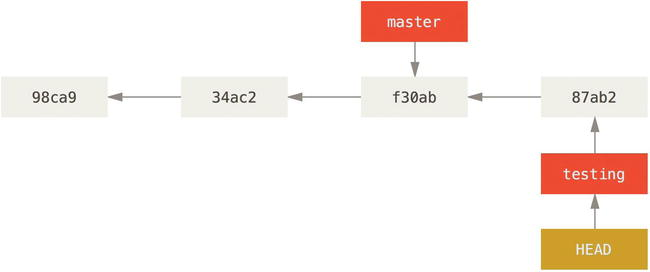 master
98ca9
34ac2
f30ab
87ab2
testing
HEAD